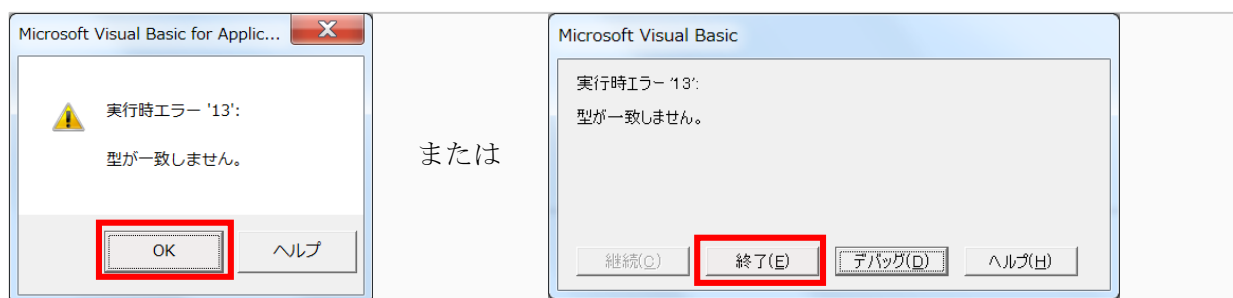 Microsoft Visual Basic for Applic...
実行時エラー '13':
型が一致しません。
OK
ヘルプ
または
Microsoft Visual Basic
実行時エラー '13':
型が一致しません。
継続(C)
終了(E)
デバッグ(D)
ヘルプ(H)